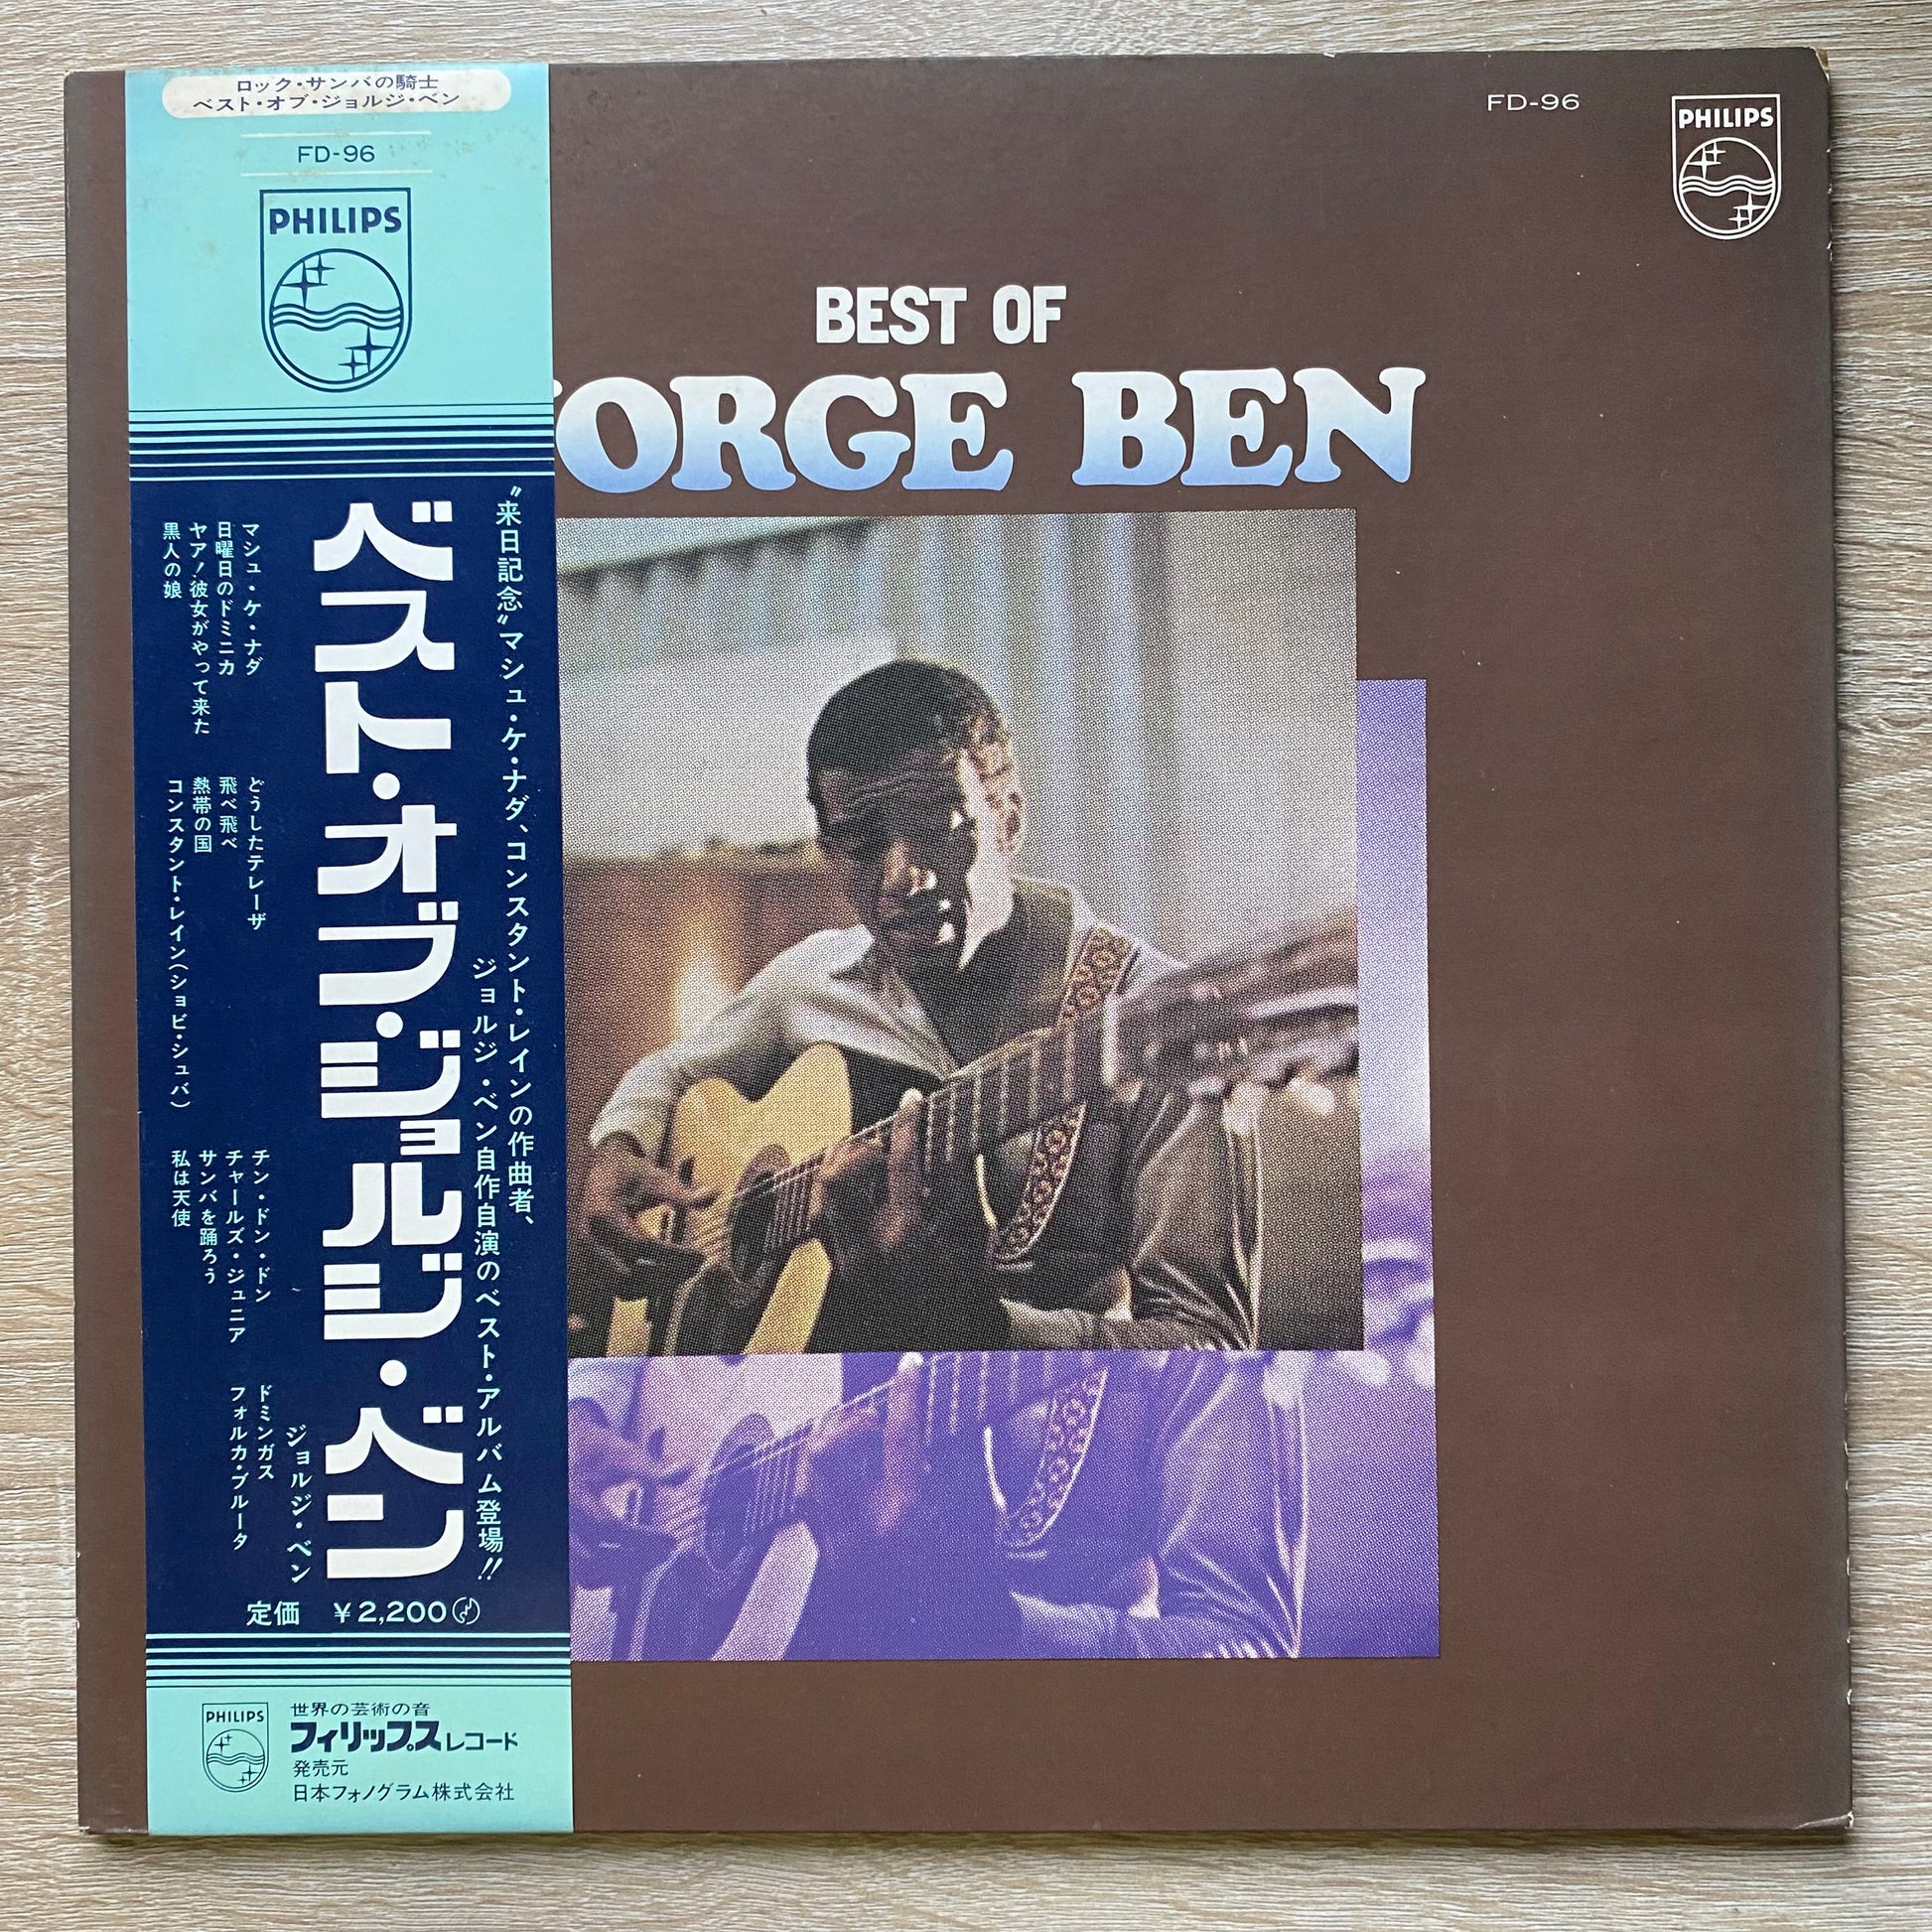 ロック・サンバの騎士
ベスト・オブ・ジョルジ・ベン
FD-96
PHILIPS
〝来日記念〟マシュ・ケ・ナダ、コンスタント・レインの作曲者、
ジョルジ・ベン自作自演のベスト・アルバム登場!!
ベスト・オブ・ジョルジ・ベン
ジョルジ・ベン
マシュ・ケ・ナダ
日曜日のドミニカ
ヤア!彼女がやって来た
黒人の娘
どうしたテレーザ
飛べ飛べ
熱帯の国
コンスタント・レイン(ショビ・シュバ)
チン・ドン・ドン
チャールズ・ジュニア
サンバを踊ろう
私は天使
ドミンガス
フォルカ・ブルータ
定価 ¥2,200
PHILIPS
世界の芸術の音
フィリップスレコード
発売元
日本フォノグラム株式会社
FD-96
PHILIPS
BEST OF
ORGE BEN